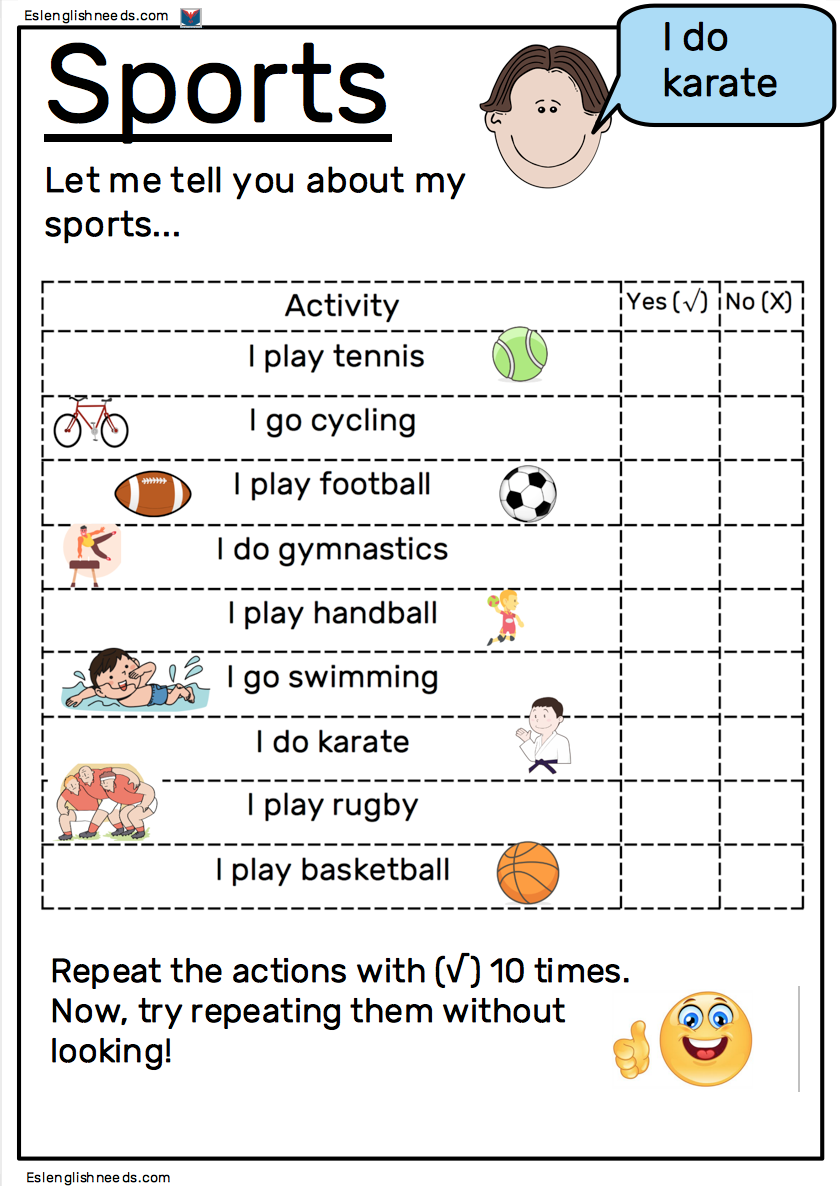 Eslenglishneeds.com
Sports
I do
karate
Let me tell you about my
sports...
Activity Yes (√) No (X)
I play tennis
I go cycling
I play football
I do gymnastics
I play handball
I go swimming
I do karate
I play rugby
I play basketball
Repeat the actions with (√) 10 times.
Now, try repeating them without
looking!
Eslenglishneeds.com